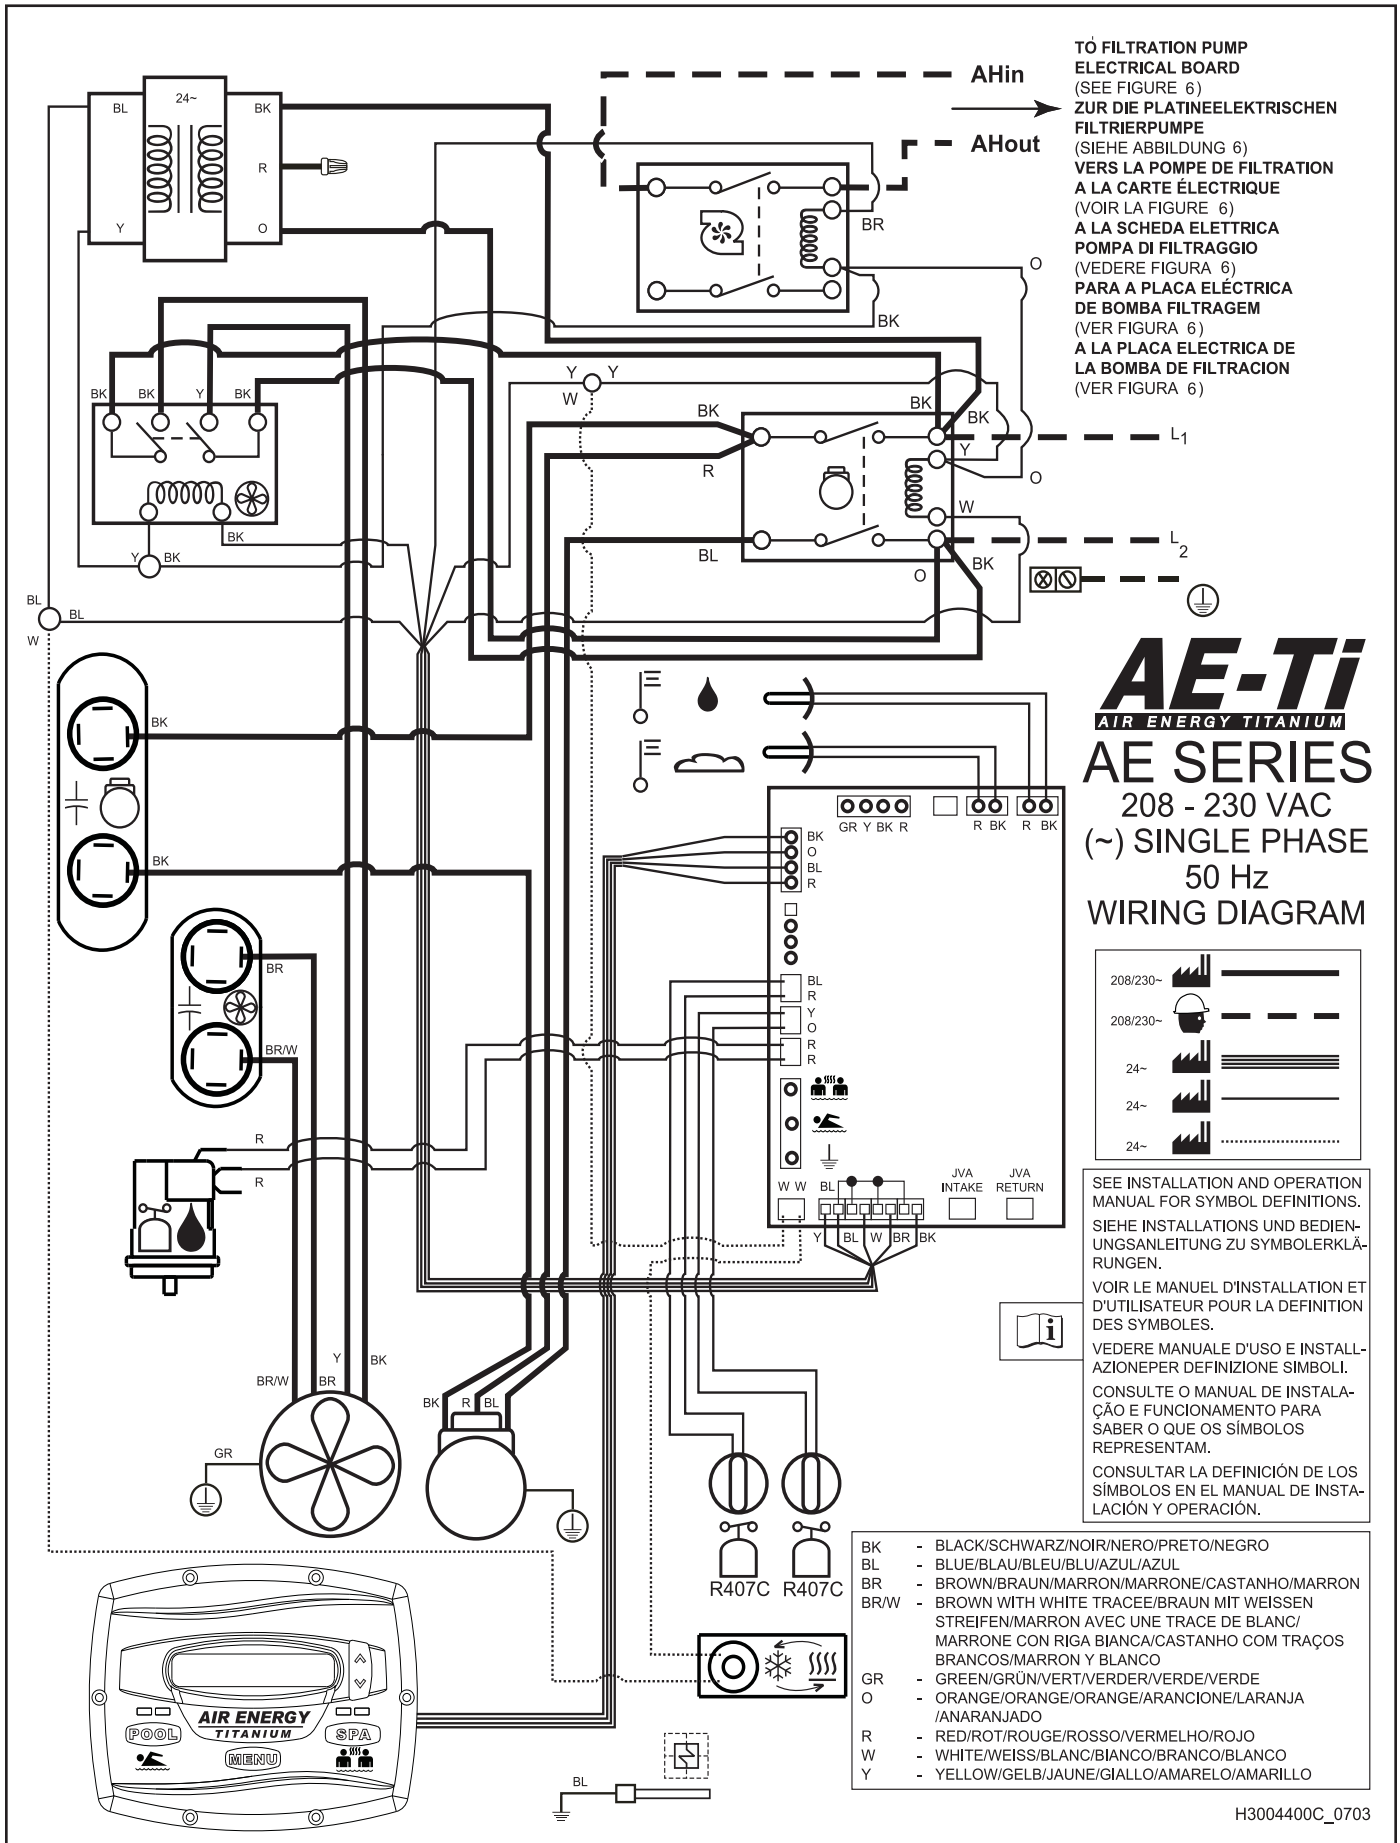 TO FILTRATION PUMP
ELECTRICAL BOARD
(SEE FIGURE 6)
ZUR DIE PLATINEELEKTRISCHEN
FILTRIERPUMPE
(SIEHE ABBILDUNG 6)
VERS LA POMPE DE FILTRATION
A LA CARTE ÉLECTRIQUE
(VOIR LA FIGURE 6)
A LA SCHEDA ELETTRICA
POMPA DI FILTRAGGIO
(VEDERE FIGURA 6)
PARA A PLACA ELÉCTRICA
DE BOMBA FILTRAGEM
(VER FIGURA 6)
A LA PLACA ELECTRICA DE
LA BOMBA DE FILTRACION
(VER FIGURA 6)
AHin
AHout
BL 24~ BK
R
Y O
BR
O
BK
BK BK Y BK
Y Y
W
BK
BK
BK
R
Y
L1
O
W
BK
Y BK
BL
BK
L2
O
BL
BL
W
AE-Ti
AIR ENERGY TITANIUM
AE SERIES
208 - 230 VAC
(~) SINGLE PHASE
50 Hz
WIRING DIAGRAM
BK
BK
GR Y BK R
R BK R BK
BK
O
BL
R
BL
R
Y
O
R
R
BR
BR/W
208/230~
208/230~
24~
24~
24~
R
R
W W BL
JVA
INTAKE
JVA
RETURN
Y BL W BR BK
SEE INSTALLATION AND OPERATION
MANUAL FOR SYMBOL DEFINITIONS.
SIEHE INSTALLATIONS UND BEDIEN-
UNGSANLEITUNG ZU SYMBOLERKLÄ-
RUNGEN.
VOIR LE MANUEL D'INSTALLATION ET
D'UTILISATEUR POUR LA DEFINITION
DES SYMBOLES.
VEDERE MANUALE D'USO E INSTALL-
AZIONEPER DEFINIZIONE SIMBOLI.
CONSULTE O MANUAL DE INSTALA-
ÇÃO E FUNCIONAMENTO PARA
SABER O QUE OS SÍMBOLOS
REPRESENTAM.
CONSULTAR LA DEFINICIÓN DE LOS
SÍMBOLOS EN EL MANUAL DE INSTA-
LACIÓN Y OPERACIÓN.
i
BR/W BR Y BK
BK R BL
GR
R407C R407C
BK - BLACK/SCHWARZ/NOIR/NERO/PRETO/NEGRO
BL - BLUE/BLAU/BLEU/BLU/AZUL/AZUL
BR - BROWN/BRAUN/MARRON/MARRONE/CASTANHO/MARRON
BR/W - BROWN WITH WHITE TRACEE/BRAUN MIT WEISSEN
STREIFEN/MARRON AVEC UNE TRACE DE BLANC/
MARRONE CON RIGA BIANCA/CASTANHO COM TRAÇOS
BRANCOS/MARRON Y BLANCO
GR - GREEN/GRÜN/VERT/VERDER/VERDE/VERDE
O - ORANGE/ORANGE/ORANGE/ARANCIONE/LARANJA
/ANARANJADO
R - RED/ROT/ROUGE/ROSSO/VERMELHO/ROJO
W - WHITE/WEISS/BLANC/BIANCO/BRANCO/BLANCO
Y - YELLOW/GELB/JAUNE/GIALLO/AMARELO/AMARILLO
AIR ENERGY
TITANIUM
POOL
SPA
MENU
BL
H3004400C_0703